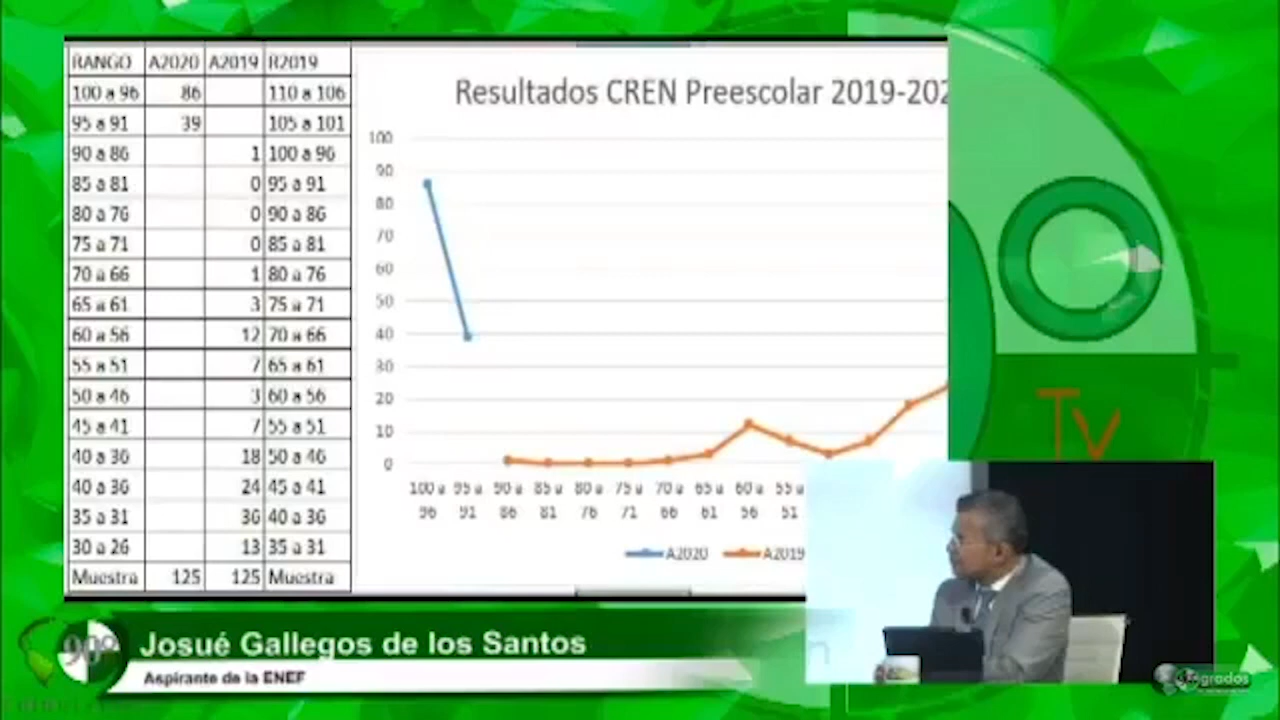 RANGO A2020 A2019 R2019
100 a 96 86 110 a 106
95 a 91 39 105 a 101
90 a 86 1 100 a 96
85 a 81 0 95 a 91
80 a 76 0 90 a 86
75 a 71 0 85 a 81
70 a 66 1 80 a 76
65 a 61 3 75 a 71
60 a 56 12 70 a 66
55 a 51 7 65 a 61
50 a 46 3 60 a 56
45 a 41 7 55 a 51
40 a 36 18 50 a 46
40 a 36 24 45 a 41
35 a 31 36 40 a 36
30 a 26 13 35 a 31
Muestra 125 125 Muestra
Resultados CREN Preescolar 2019-202
100
90
80
70
60
50
40
30
20
10
0
100 a 95 a 90 a 85 a 80 a 75 a 70 a 65 a 60 a 55 a
96 91 86 81 76 71 66 61 56 51
A2020 A2019
Tv
90°
Josué Gallegos de los Santos
Aspirante de la ENEF